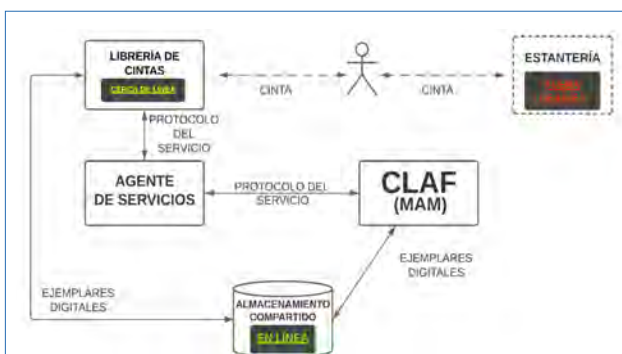 LIBRERÍA DE
CINTAS
CERCA DE LÍNEA
CINTA
CINTA
ESTANTERÍA
PROTOCOLO
DEL
SERVICIO
AGENTE
DE SERVICIOS
PROTOCOLO DEL
SERVICIO
CLAF
(MAM)
EJEMPLARES
DIGITALES
EJEMPLARES
DIGITALES
ALMACENAMIENTO
COMPARTIDO
EN LÍNEA